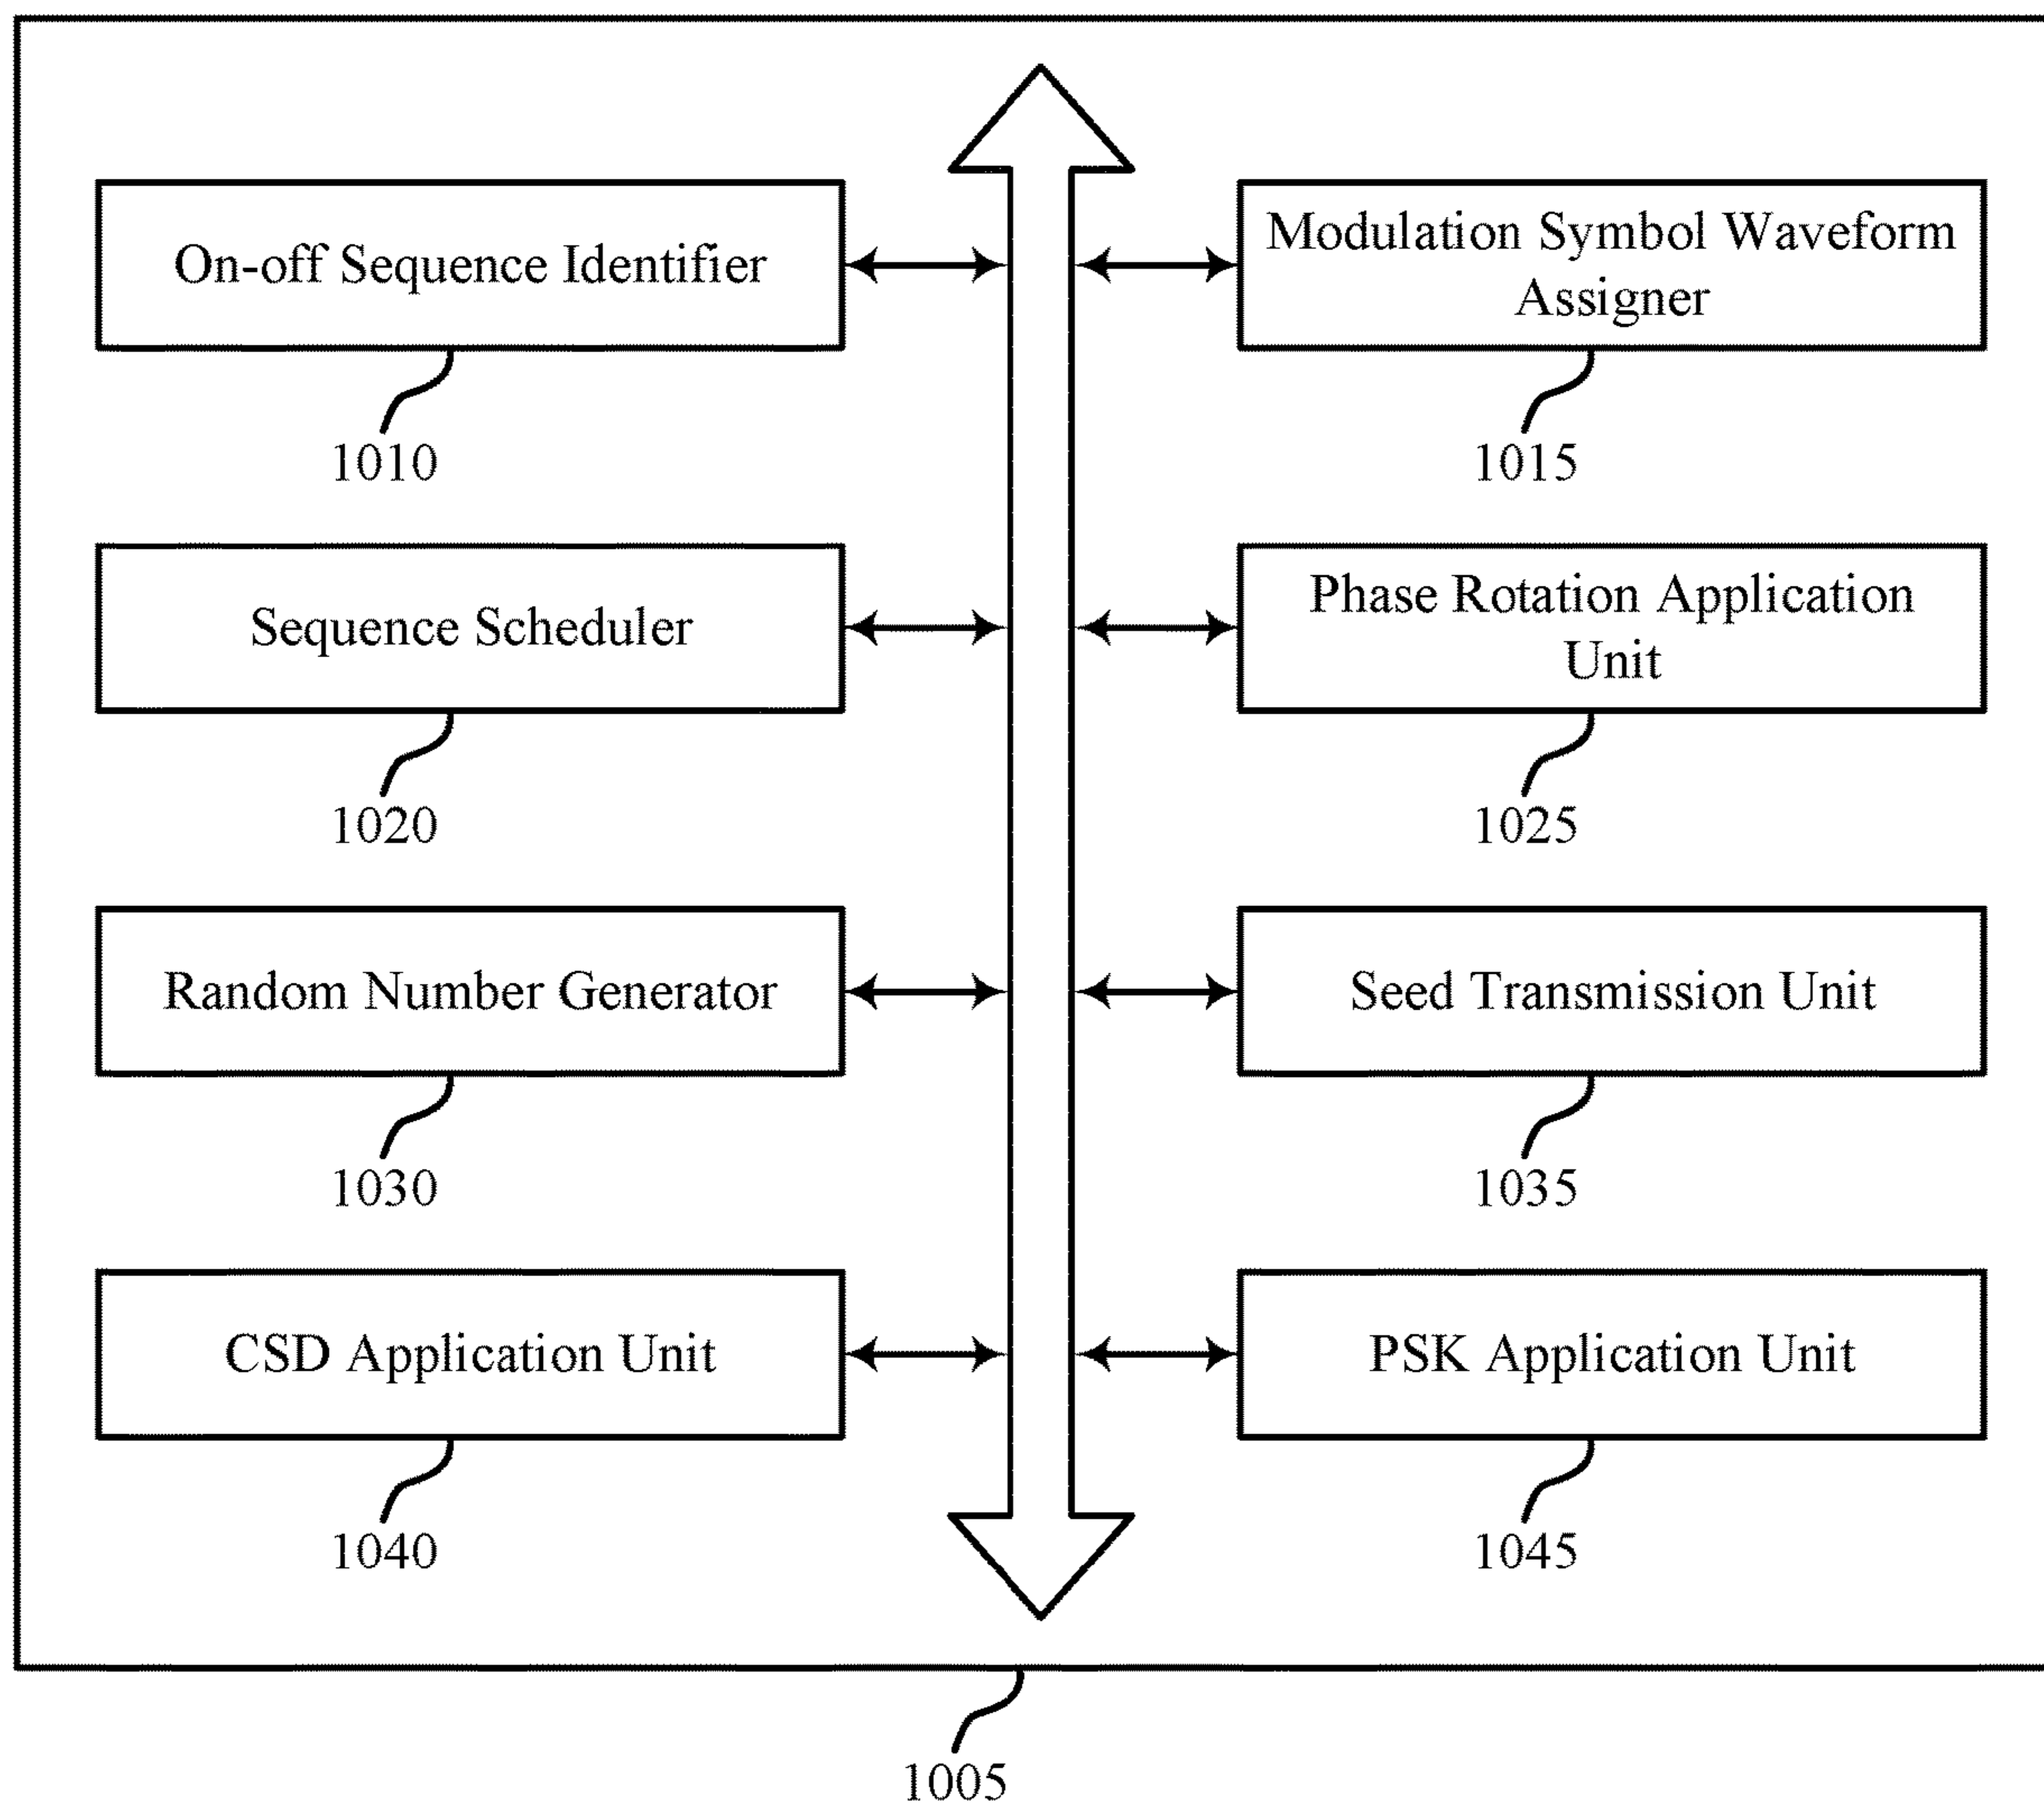 On-off Sequence Identifier
1010
Modulation Symbol Waveform
Assigner
1015
Sequence Scheduler
1020
Phase Rotation Application
Unit
1025
Random Number Generator
1030
Seed Transmission Unit
1035
CSD Application Unit
1040
PSK Application Unit
1045
1005